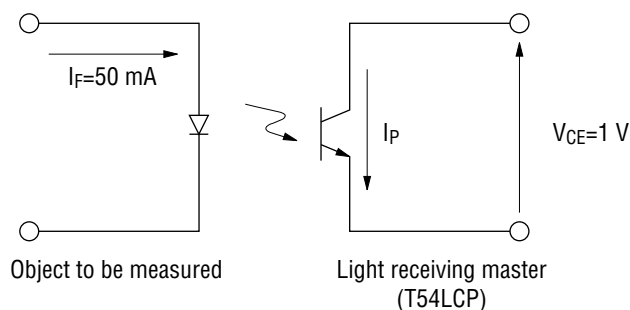 IF=50 mA
IP
VCE=1 V
Object to be measured
Light receiving master
(T54LCP)